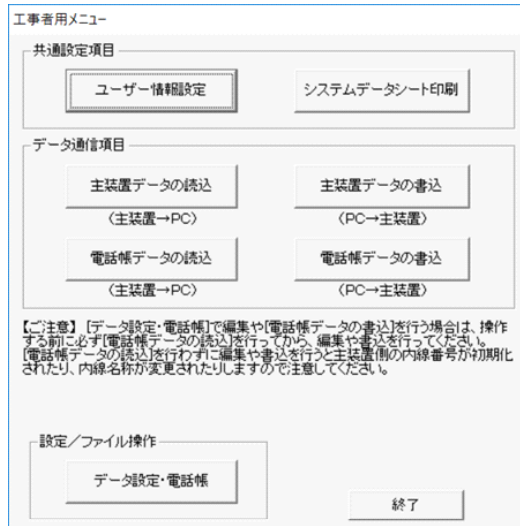 工事者用メニュー
共通設定項目
ユーザー情報設定
システムデータシート印刷
データ通信項目
主装置データの読込
主装置データの書込
〈主装置→PC〉
〈PC→主装置〉
電話帳データの読込
電話帳データの書込
〈主装置→PC〉
〈PC→主装置〉
【ご注意】 [データ設定・電話帳]で編集や[電話帳データの書込]を行う場合は、操作
する前に必ず[電話帳データの読込]を行ってから、編集や書込を行ってください。
[電話帳データの読込]を行わずに編集や書込を行うと主装置側の内線番号が初期化
されたり、内線名称が変更されたりしますので注意してください。
設定／ファイル操作
データ設定・電話帳
終了